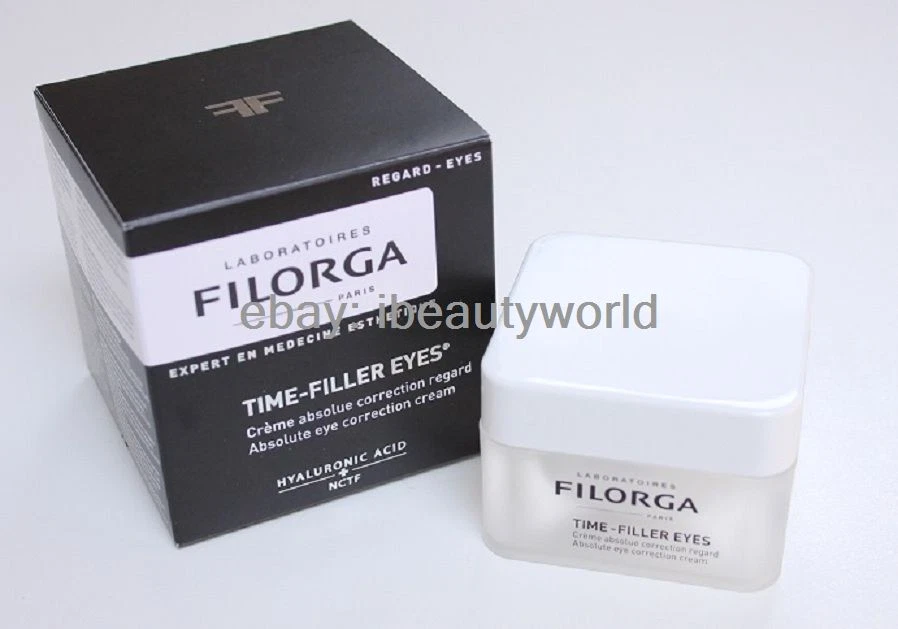 REGARD - EYES
LABORATOIRES
FILORGA
PARIS
EXPERT EN MEDECINE ESTHETIQUE
TIME-FILLER EYES®
Crème absolue correction regard
Absolute eye correction cream
HYALURONIC ACID
+
NCTF
ebay: ibeautyworld
LABORATOIRES
FILORGA
PARIS
TIME-FILLER EYES
Crème absolue correction regard
Absolute eye correction cream